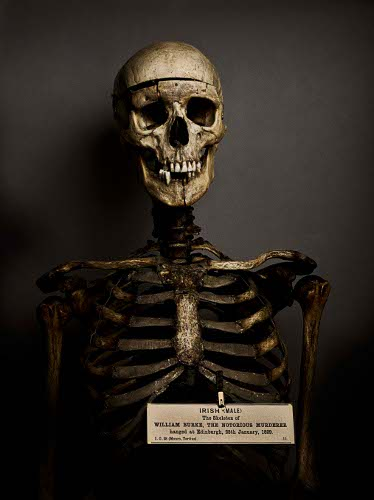 IRISH (MALE)
The Skeleton of
WILLIAM BURKE, THE NOTORIOUS MURDERER
hanged at Edinburgh, 28th January, 1829.